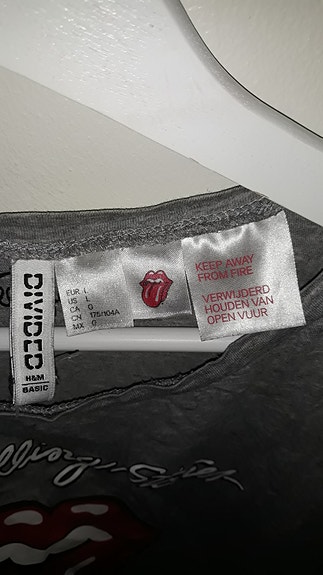 DIVIDED
H&M
BASIC
EUR L
US L
CA G
CN 175/104A
MX G
KEEP AWAY
FROM FIRE
VERWIJDERD
HOUDEN VAN
OPEN VUUR